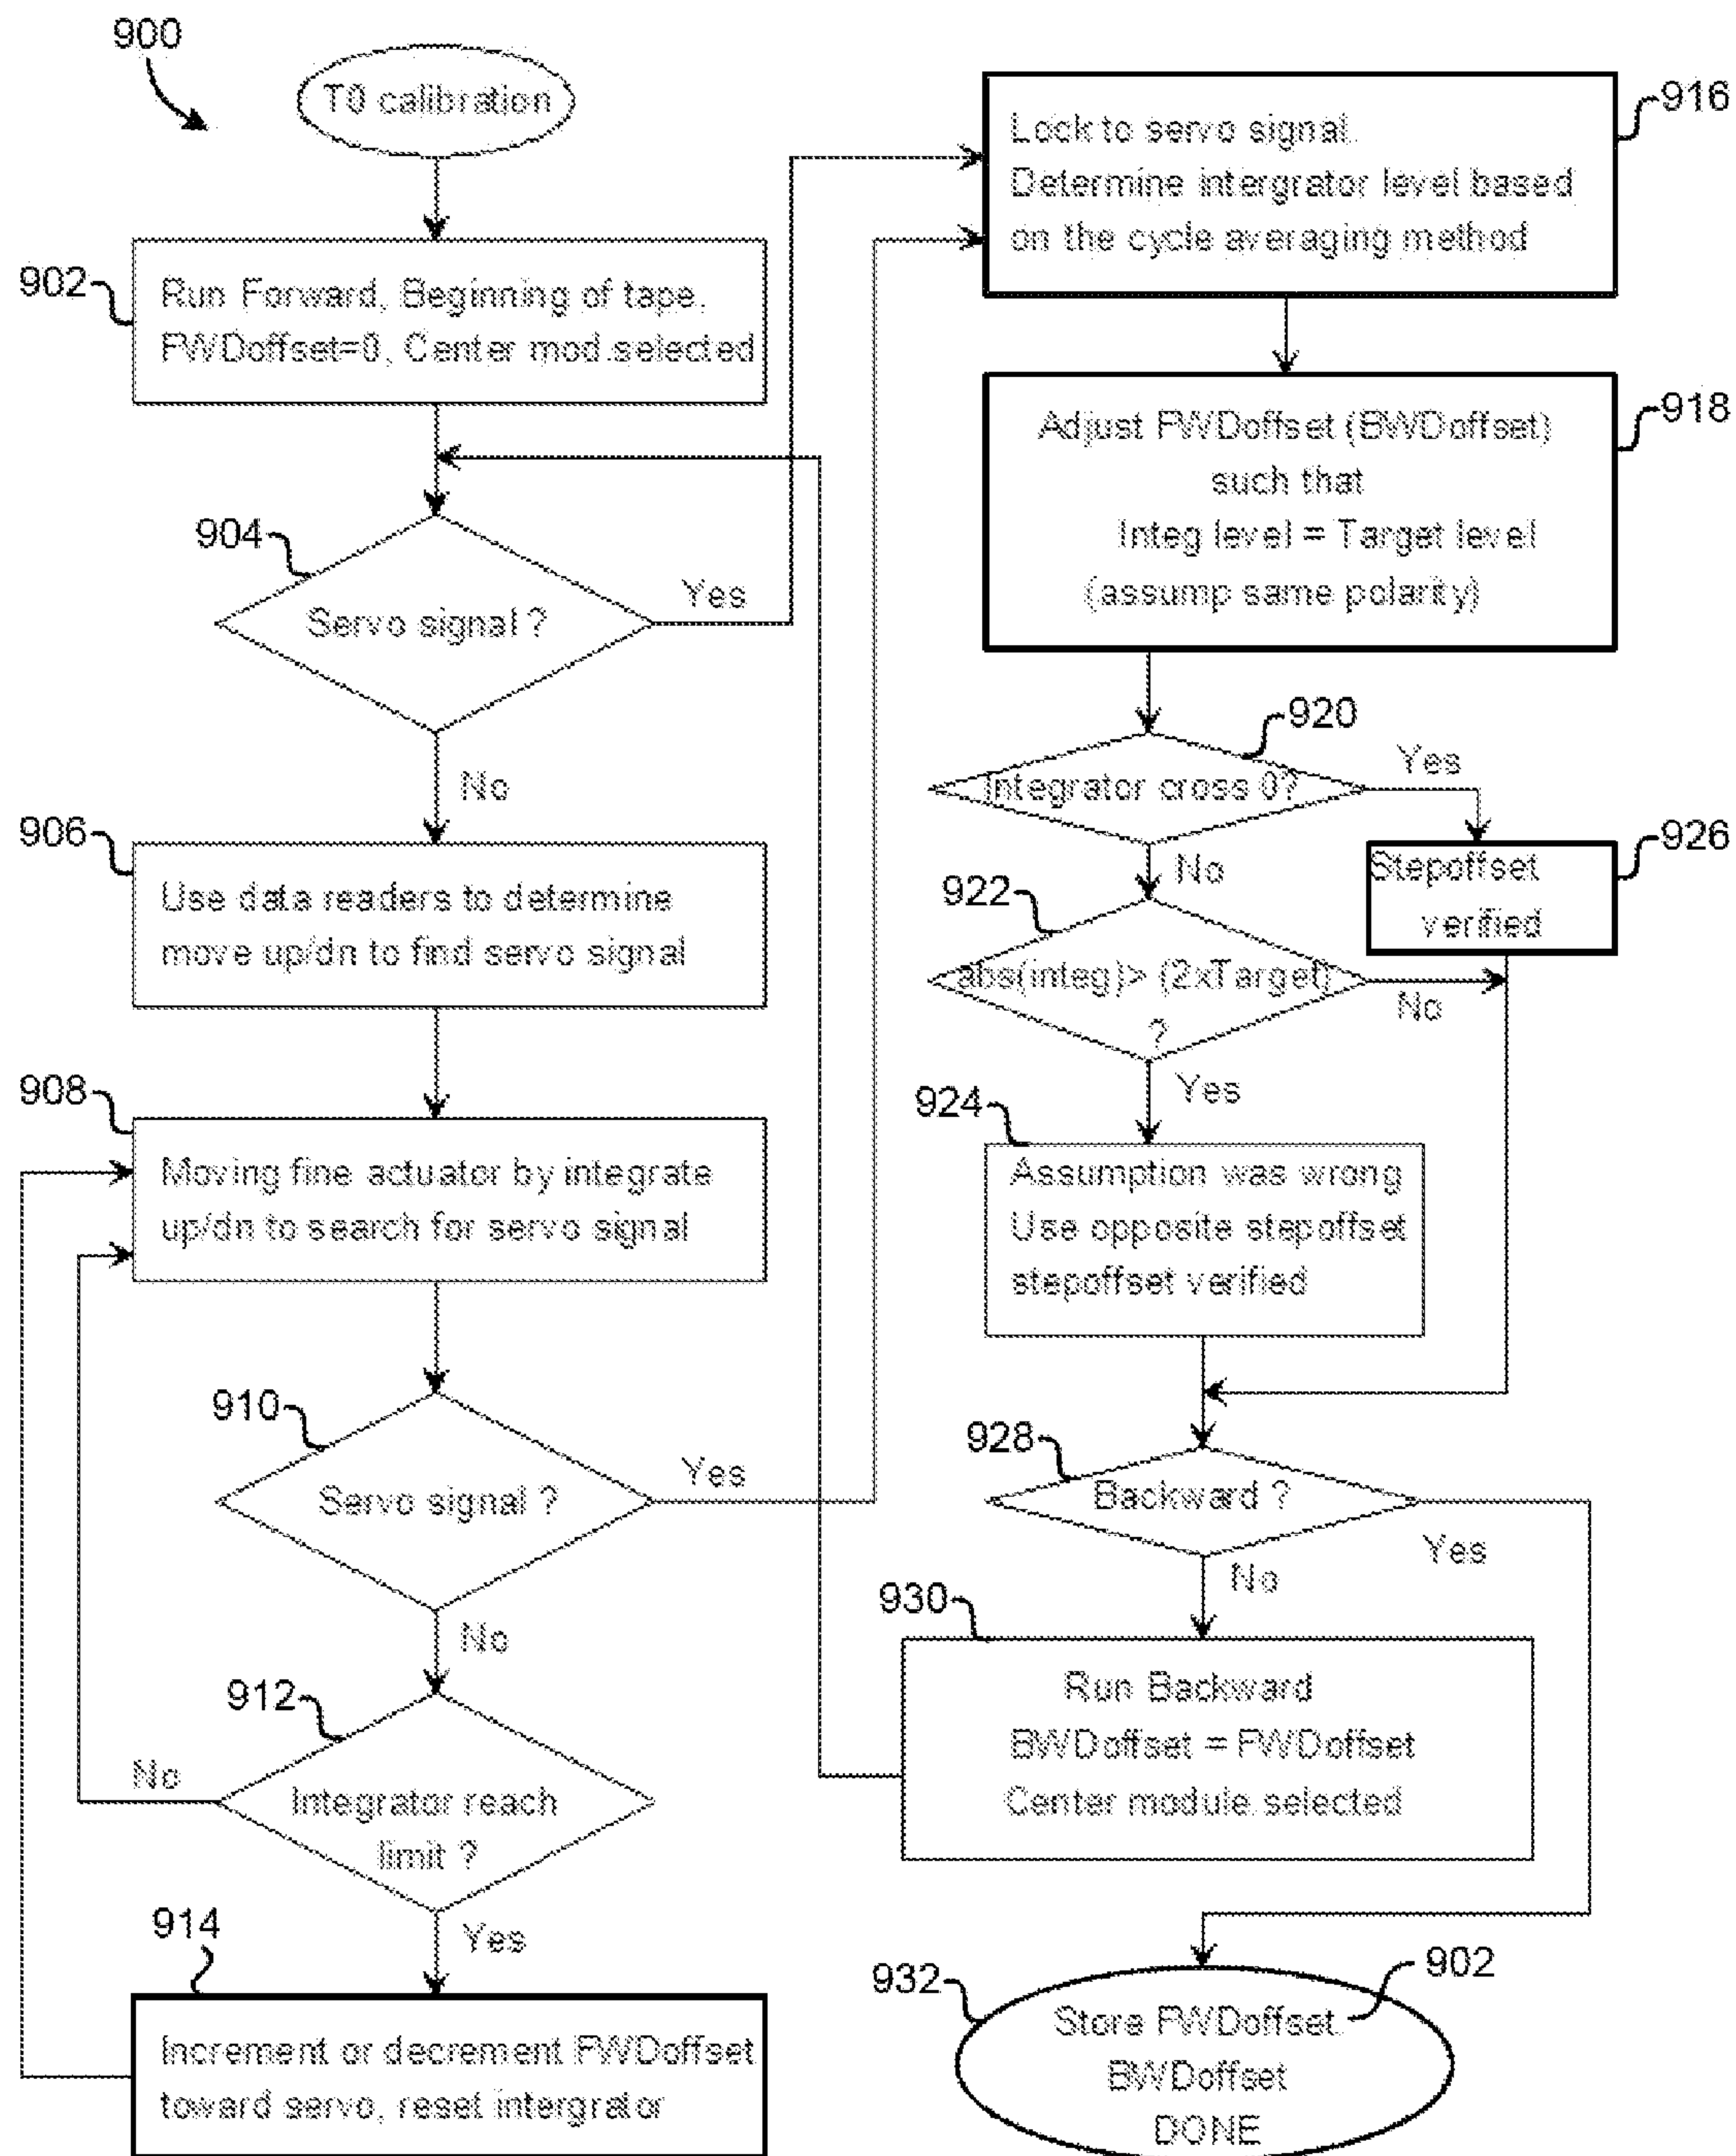 900
T0 calibration
902
Run Forward, Beginning of tape.
FWDoffset=0, Center mod.selected
904
Servo signal ?
Yes
No
906
Use data readers to determine
move up/dn to find servo signal
908
Moving fine actuator by integrate
up/dn to search for servo signal
910
Servo signal ?
Yes
No
912
Integrator reach
limit ?
No
Yes
914
Increment or decrement FWDoffset
toward servo, reset intergrator
916
Lock to servo signal.
Determine intergrator level based
on the cycle averaging method
918
Adjust FWDoffset (BWDoffset)
such that
Integ level = Target level
(assump same polarity)
920
Integrator cross 0?
Yes
No
926
Stepoffset
verified
922
abs(integ)> (2xTarget)
?
No
Yes
924
Assumption was wrong
Use opposite stepoffset
stepoffset verified
928
Backward ?
Yes
No
930
Run Backward
BWDoffset = FWDoffset
Center module.selected
932
902
Store FWDoffset.
BWDoffset
DONE